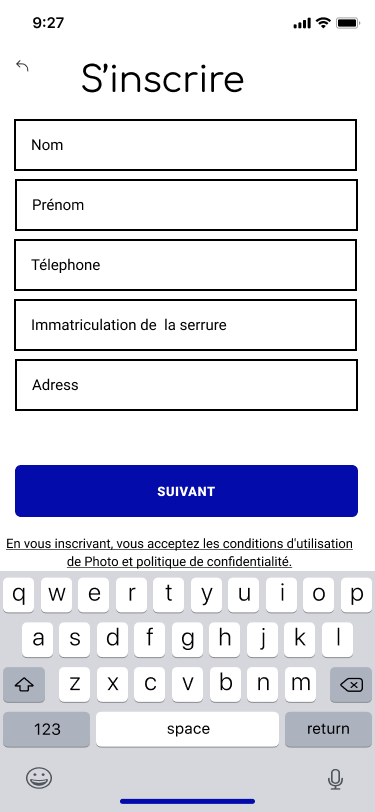 9:27
S'inscrire
Nom
Prénom
Télephone
Immatriculation de  la serrure
Adress
SUIVANT
En vous inscrivant, vous acceptez les conditions d'utilisation
de Photo et politique de confidentialité.
q w e r t y u i o p
a s d f g h j k l
z x c v b n m
123 space return